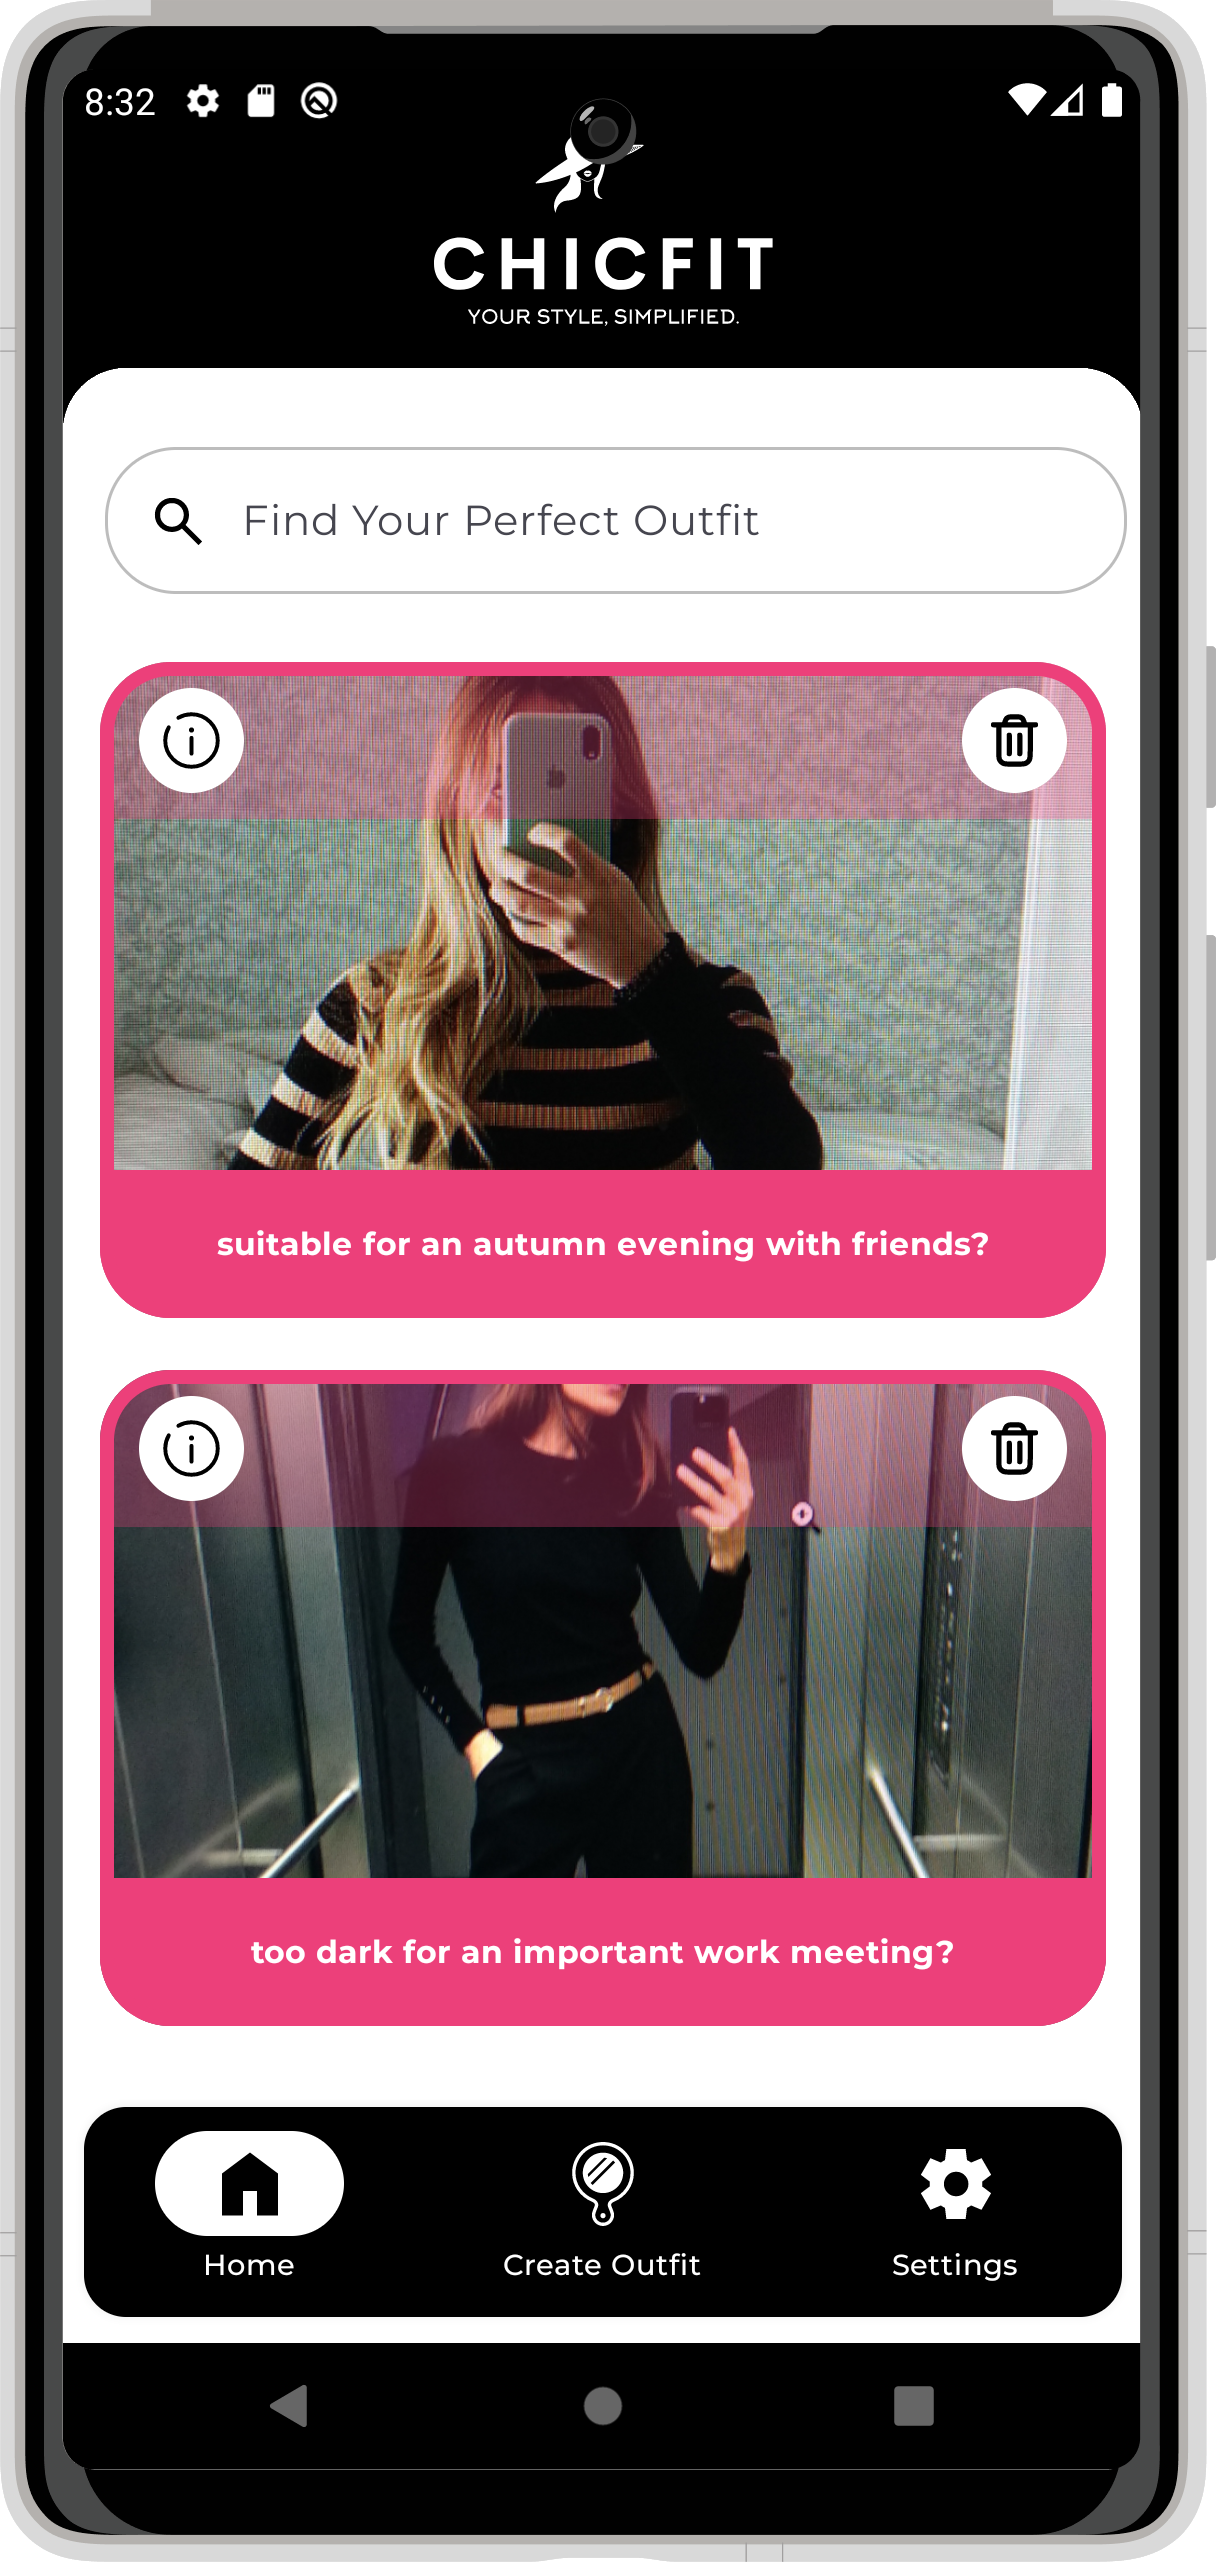 8:32
CHICFIT
YOUR STYLE, SIMPLIFIED.
Find Your Perfect Outfit
suitable for an autumn evening with friends?
too dark for an important work meeting?
Home
Create Outfit
Settings